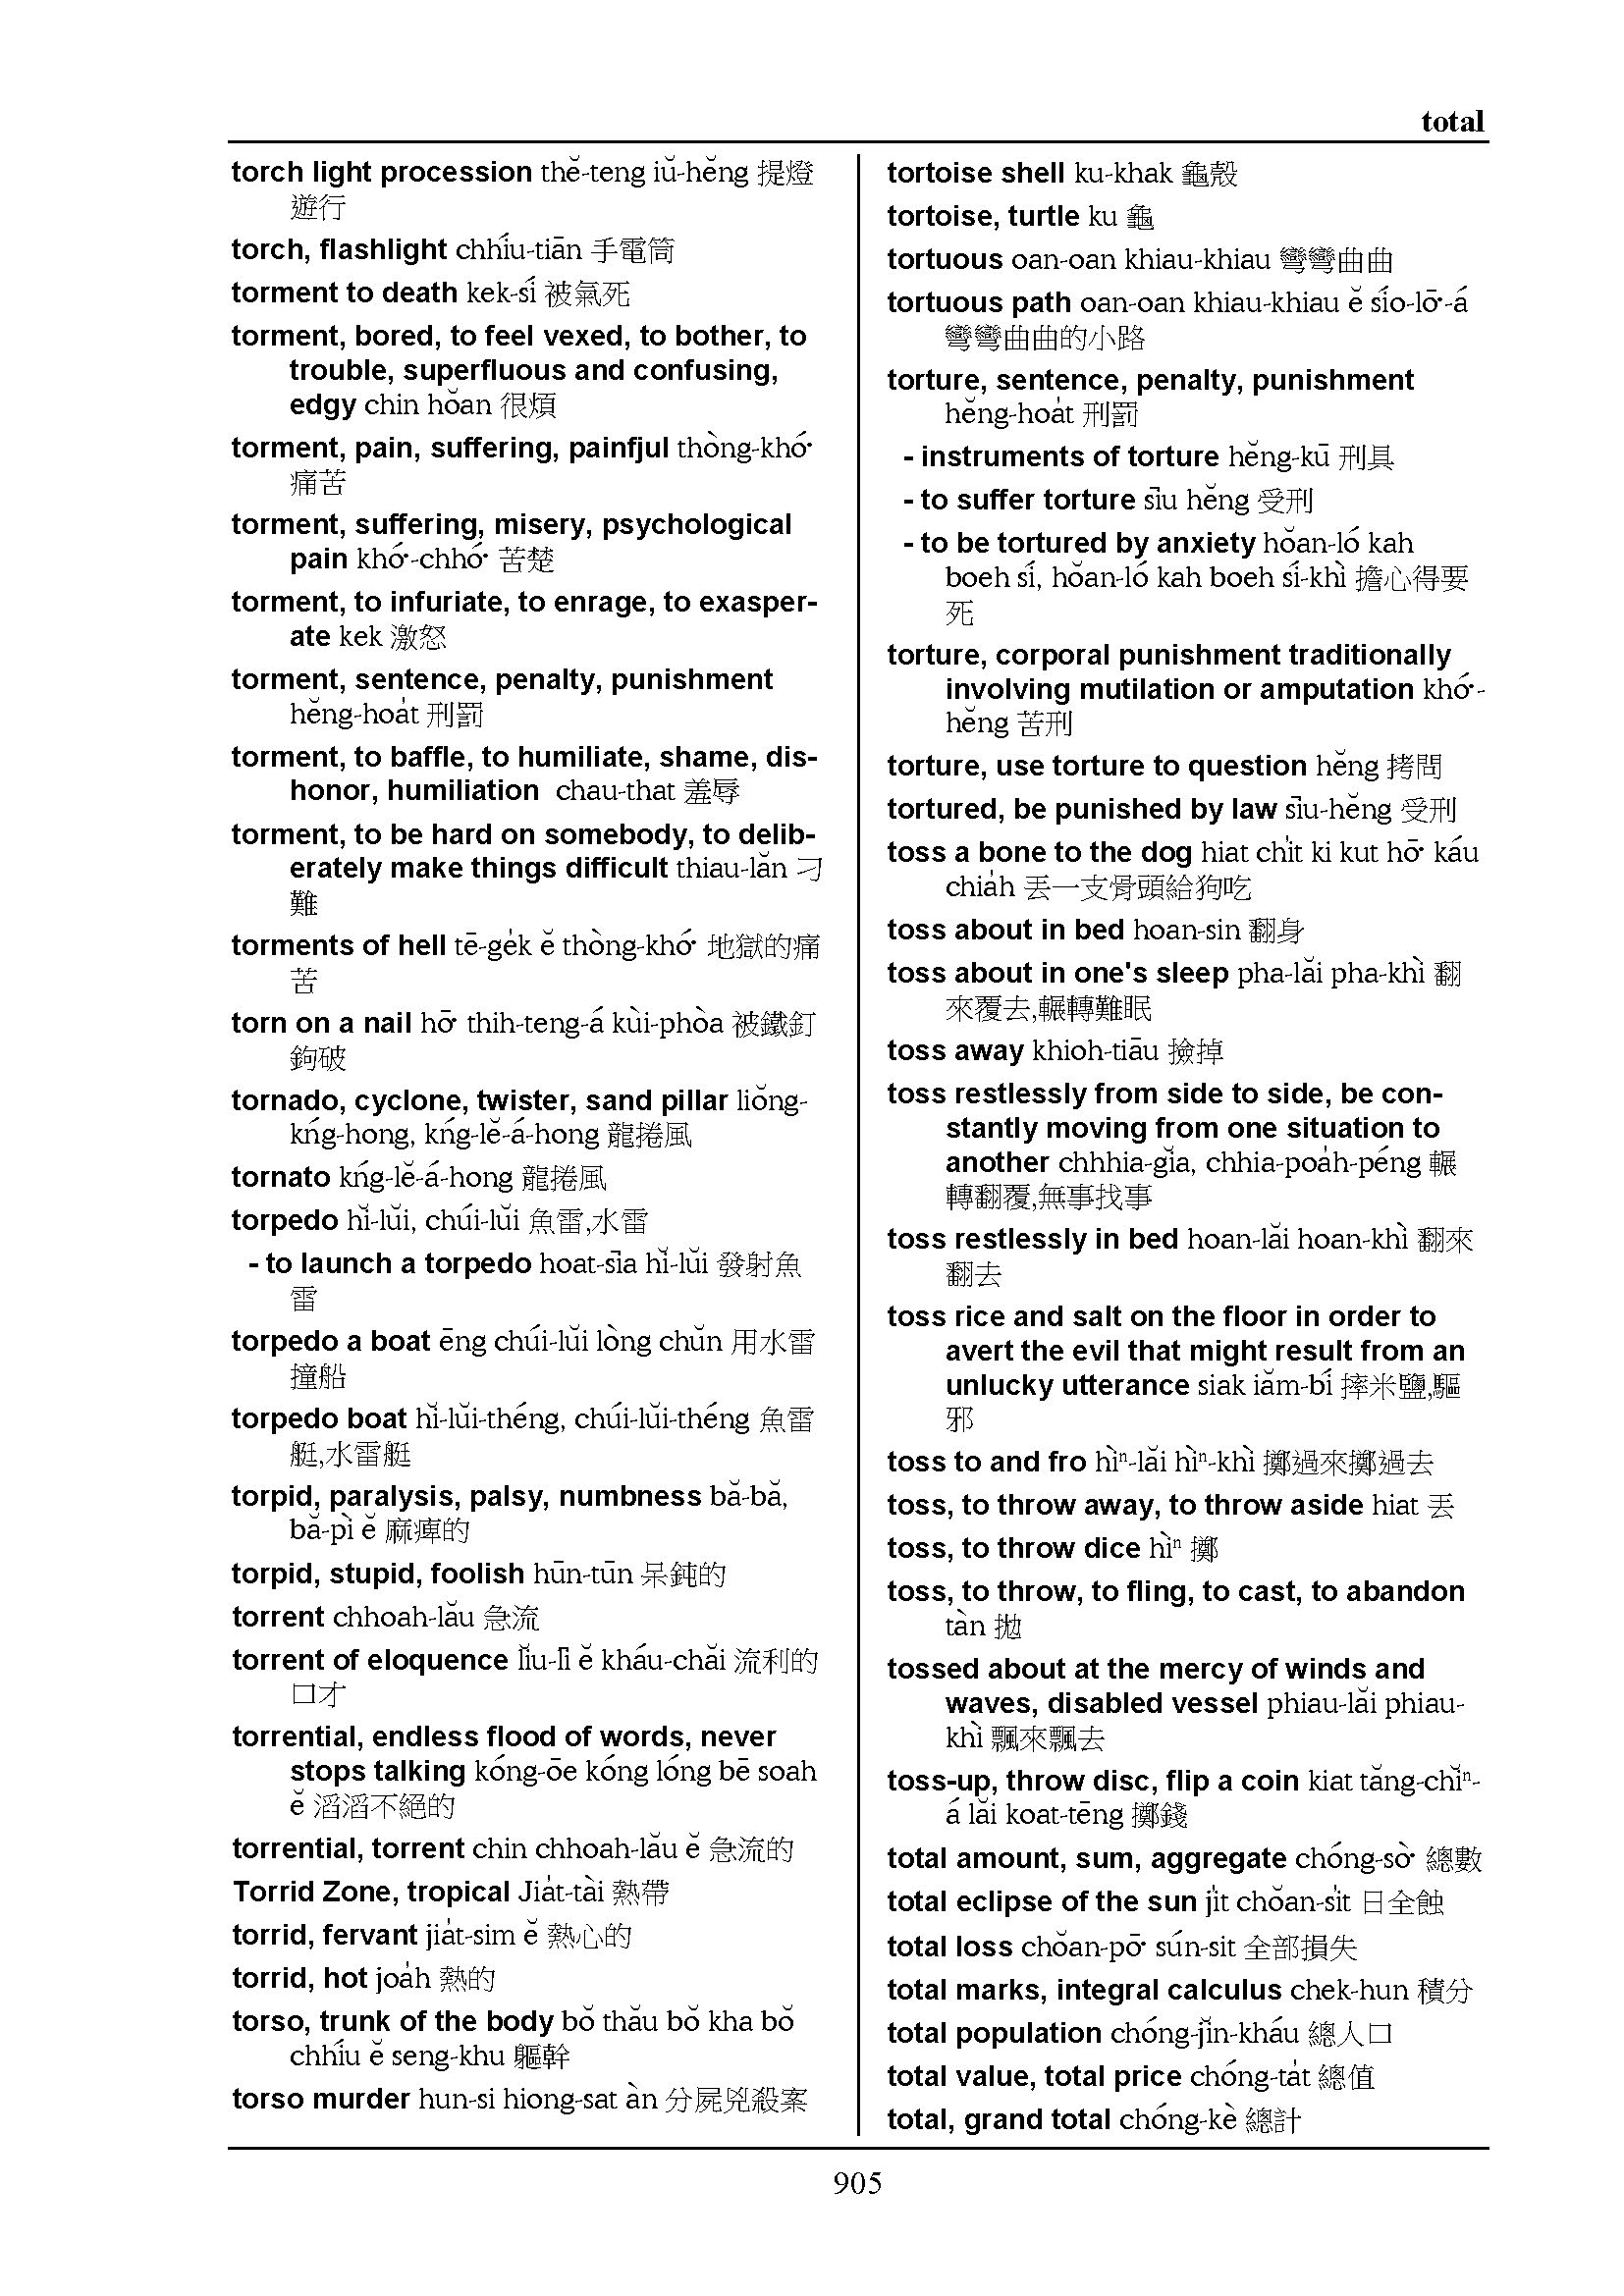 total
torch light procession thĕ-teng iŭ-hĕng 提燈
遊行
torch, flashlight chhíu-tiān 手電筒
torment to death kek-sí 被氣死
torment, bored, to feel vexed, to bother, to
trouble, superfluous and confusing,
edgy chin hŏan 很煩
torment, pain, suffering, painfjul thòng-khó͘
痛苦
torment, suffering, misery, psychological
pain khó͘-chhó͘ 苦楚
torment, to infuriate, to enrage, to exasper-
ate kek 激怒
torment, sentence, penalty, punishment
hĕng-hoa̍t 刑罰
torment, to baffle, to humiliate, shame, dis-
honor, humiliation chau-that 羞辱
torment, to be hard on somebody, to delib-
erately make things difficult thiau-lăn 刁
難
torments of hell tē-ge̍k ĕ thòng-khó͘ 地獄的痛
苦
torn on a nail hō͘ thih-teng-á kùi-phòa 被鐵釘
鉤破
tornado, cyclone, twister, sand pillar liŏng-
kńg-hong, kńg-lĕ-á-hong 龍捲風
tornato kńg-lĕ-á-hong 龍捲風
torpedo hĭ-lŭi, chúi-lŭi 魚雷,水雷
- to launch a torpedo hoat-sīa hĭ-lŭi 發射魚
雷
torpedo a boat ēng chúi-lŭi lòng chŭn 用水雷
撞船
torpedo boat hĭ-lŭi-théng, chúi-lŭi-théng 魚雷
艇,水雷艇
torpid, paralysis, palsy, numbness bă-bă,
bă-pì ĕ 麻痺的
torpid, stupid, foolish hūn-tūn 呆鈍的
torrent chhoah-lău 急流
torrent of eloquence lĭu-lī ĕ kháu-chăi 流利的
口才
torrential, endless flood of words, never
stops talking kóng-ōe kóng lóng bē soah
ĕ 滔滔不絕的
torrential, torrent chin chhoah-lău ĕ 急流的
Torrid Zone, tropical Jia̍t-tài 熱帶
torrid, fervant jia̍t-sim ĕ 熱心的
torrid, hot joa̍h 熱的
torso, trunk of the body bŏ thău bŏ kha bŏ
chhíu ĕ seng-khu 軀幹
torso murder hun-si hiong-sat àn 分屍兇殺案
tortoise shell ku-khak 龜殼
tortoise, turtle ku 龜
tortuous oan-oan khiau-khiau 彎彎曲曲
tortuous path oan-oan khiau-khiau ĕ sío-lō͘-á
彎彎曲曲的小路
torture, sentence, penalty, punishment
hĕng-hoa̍t 刑罰
- instruments of torture hĕng-kū 刑具
- to suffer torture sīu hĕng 受刑
- to be tortured by anxiety hŏan-ló kah
boeh sí, hŏan-ló kah boeh sí-khì 擔心得要
死
torture, corporal punishment traditionally
involving mutilation or amputation khó͘-
hĕng 苦刑
torture, use torture to question hĕng 拷問
tortured, be punished by law sīu-hĕng 受刑
toss a bone to the dog hiat chi̍t ki kut hō͘ káu
chia̍h 丟一支骨頭給狗吃
toss about in bed hoan-sin 翻身
toss about in one's sleep pha-lăi pha-khì 翻
來覆去,輾轉難眠
toss away khioh-tiāu 撿掉
toss restlessly from side to side, be con-
stantly moving from one situation to
another chhhia-gĭa, chhia-poa̍h-péng 輾
轉翻覆,無事找事
toss restlessly in bed hoan-lăi hoan-khì 翻來
翻去
toss rice and salt on the floor in order to
avert the evil that might result from an
unlucky utterance siak iăm-bí 摔米鹽,驅
邪
toss to and fro hìⁿ-lăi hìⁿ-khì 擲過來擲過去
toss, to throw away, to throw aside hiat 丟
toss, to throw dice hìⁿ 擲
toss, to throw, to fling, to cast, to abandon
tàn 拋
tossed about at the mercy of winds and
waves, disabled vessel phiau-lăi phiau-
khì 飄來飄去
toss-up, throw disc, flip a coin kiat tăng-chĭⁿ-
á lăi koat-tēng 擲錢
total amount, sum, aggregate chóng-sò͘ 總數
total eclipse of the sun ji̍t chŏan-si̍t 日全蝕
total loss chŏan-pō͘ sún-sit 全部損失
total marks, integral calculus chek-hun 積分
total population chóng-jĭn-kháu 總人口
total value, total price chóng-ta̍t 總值
total, grand total chóng-kè 總計
905